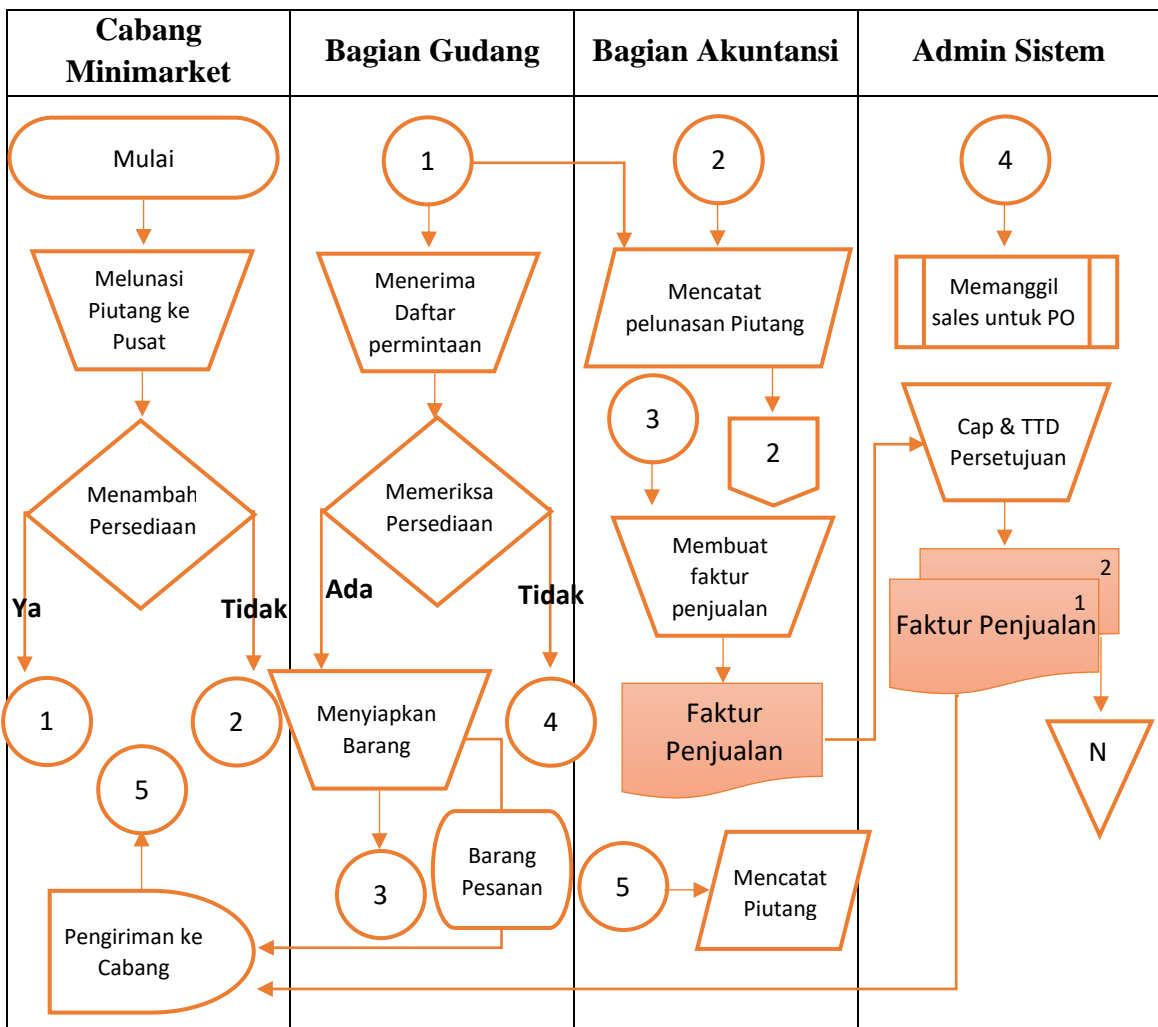 Cabang
Minimarket
Bagian Gudang
Bagian Akuntansi
Admin Sistem
Mulai
Melunasi
Piutang ke
Pusat
Menambah
Persediaan
Ya
Tidak
1
2
5
Pengiriman ke
Cabang
1
Menerima
Daftar
permintaan
Memeriksa
Persediaan
Ada
Tidak
Menyiapkan
Barang
4
3
Barang
Pesanan
2
Mencatat
pelunasan Piutang
3
2
Membuat
faktur
penjualan
Faktur
Penjualan
5
Mencatat
Piutang
4
Memanggil
sales untuk PO
Cap & TTD
Persetujuan
2
1
Faktur Penjualan
N